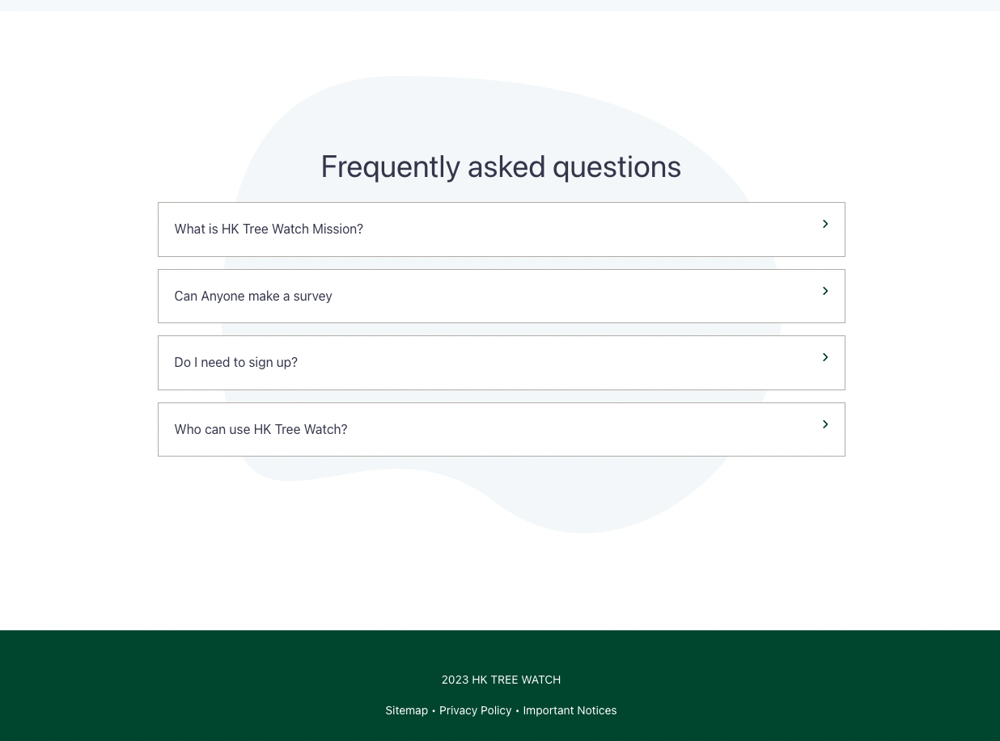 Frequently asked questions
What is HK Tree Watch Mission?
Can Anyone make a survey
Do I need to sign up?
Who can use HK Tree Watch?
2023 HK TREE WATCH
Sitemap • Privacy Policy • Important Notices